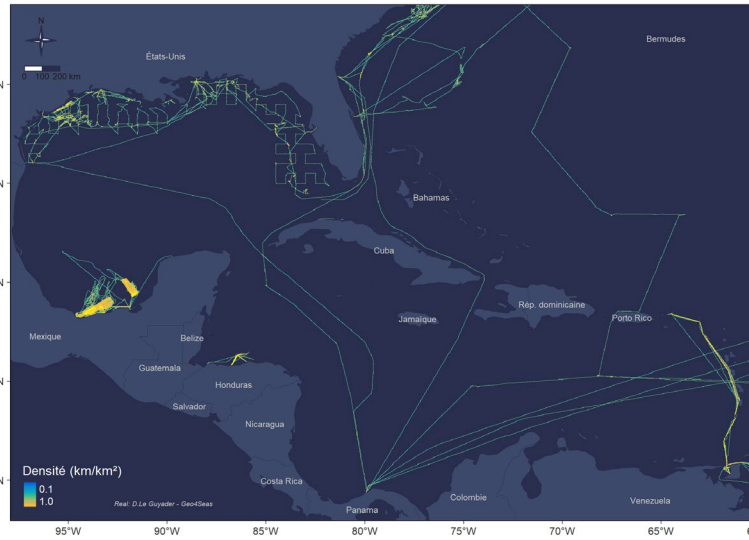 N
0 100 200 km
États-Unis
Bermudes
N
N
Bahamas
Cuba
N
Rép. dominicaine
Porto Rico
Jamaïque
Mexique
Belize
Guatemala
N
Honduras
Salvador
Nicaragua
N
Costa Rica
Panama
Colombie
Venezuela
Densité (km/km²)
0.1
1.0
Real: D.Le Guyader - Geo4Seas
95°W 90°W 85°W 80°W 75°W 70°W 65°W 6